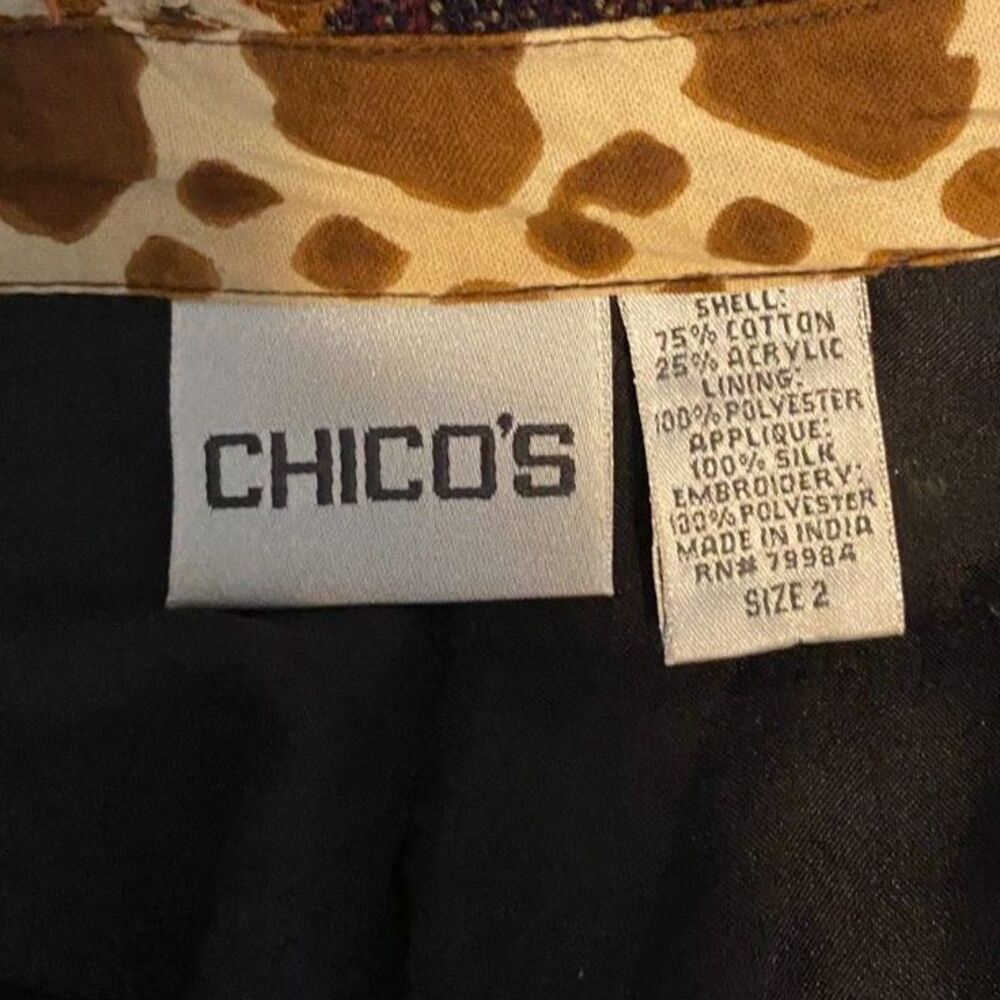 CHICO'S
SHELL:
75% COTTON
25% ACRYLIC
LINING:
100% POLYESTER
APPLIQUE:
100% SILK
EMBROIDERY:
100% POLYESTER
MADE IN INDIA
RN# 79984
SIZE 2